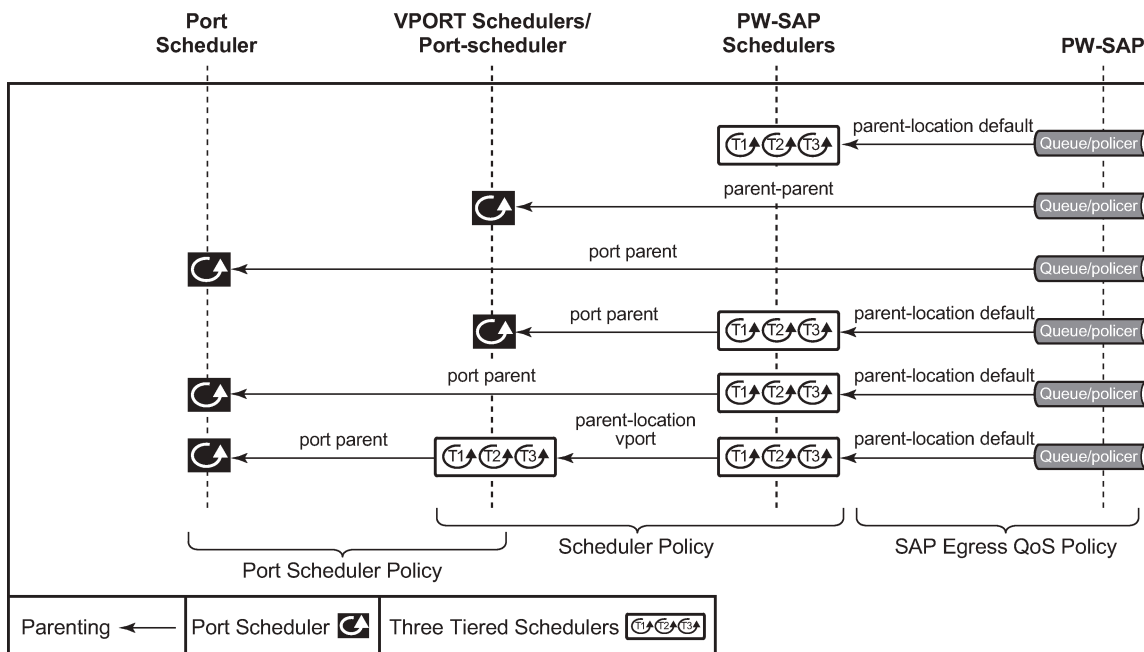 Port
Scheduler
VPORT Schedulers/
Port-scheduler
PW-SAP
Schedulers
PW-SAP
T1 T2 T3
parent-location default
Queue/policer
parent-parent
Queue/policer
port parent
Queue/policer
port parent
T1 T2 T3
parent-location default
Queue/policer
port parent
T1 T2 T3
parent-location default
Queue/policer
port parent
T1 T2 T3
parent-location
vport
T1 T2 T3
parent-location default
Queue/policer
Port Scheduler Policy
Scheduler Policy
SAP Egress QoS Policy
Parenting
Port Scheduler
Three Tiered Schedulers
T1 T2 T3